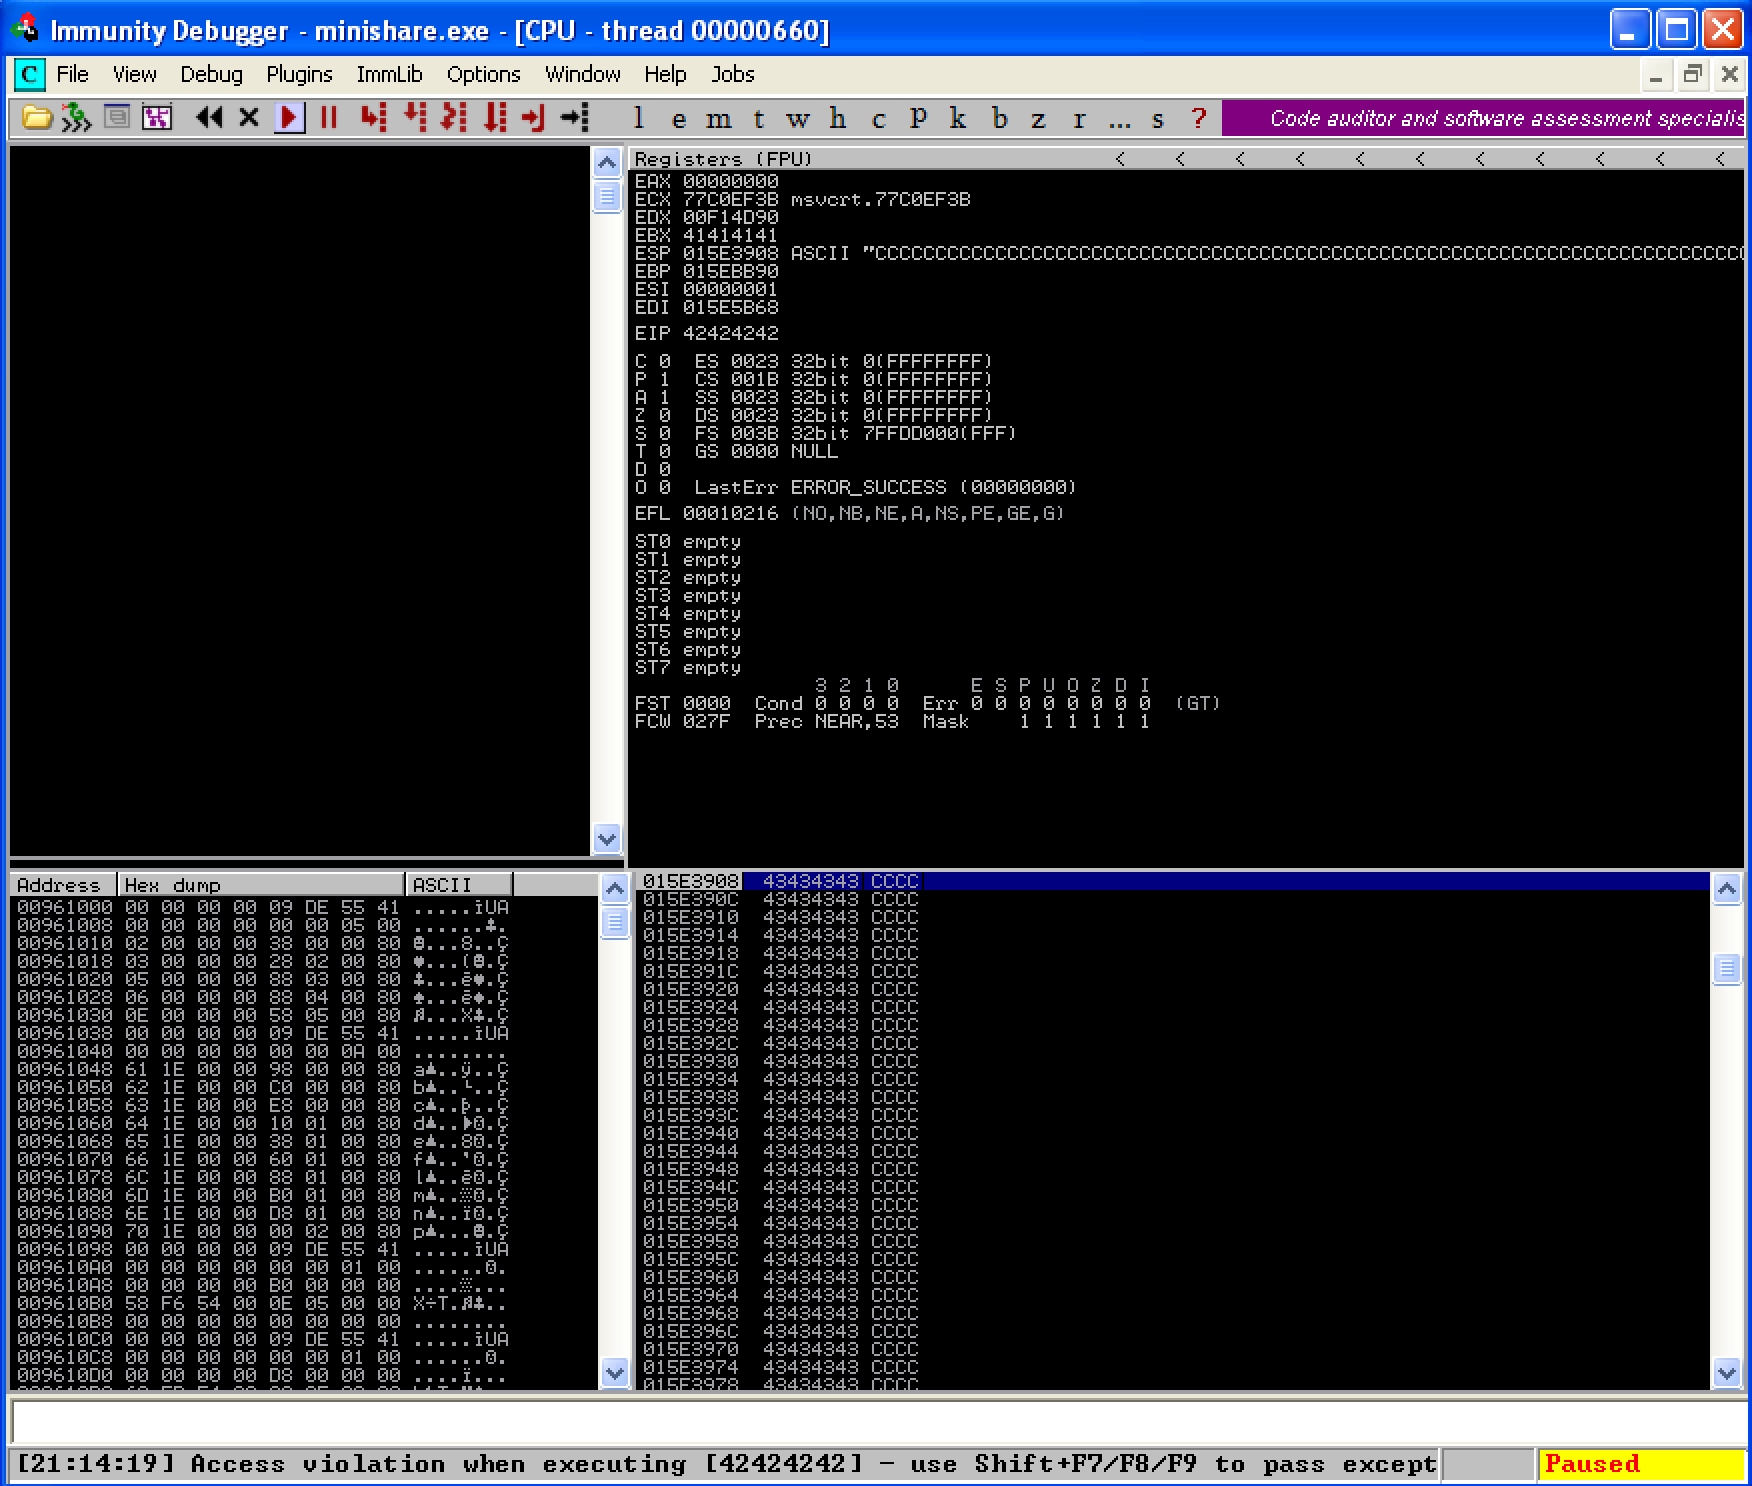 Immunity Debugger - minishare.exe - [CPU - thread 00000660]
C File View Debug Plugins ImmLib Options Window Help Jobs
l e m t w h c p k b z r ... s ? Code auditor and software assessment specialis
Registers (FPU) < < < < < < < < < < <
EAX 00000000
ECX 77C0EF3B msvcrt.77C0EF3B
EDX 00F14D90
EBX 41414141
ESP 015E3908 ASCII "CCCCCCCCCCCCCCCCCCCCCCCCCCCCCCCCCCCCCCCCCCCCCCCCCCCCCCCCCCCCCCCCCCCCCCCCC
EBP 015EBB90
ESI 00000001
EDI 015E5B68
EIP 42424242
C 0 ES 0023 32bit 0(FFFFFFFF)
P 1 CS 001B 32bit 0(FFFFFFFF)
A 1 SS 0023 32bit 0(FFFFFFFF)
Z 0 DS 0023 32bit 0(FFFFFFFF)
S 0 FS 003B 32bit 7FFDD000(FFF)
T 0 GS 0000 NULL
D 0
O 0 LastErr ERROR_SUCCESS (00000000)
EFL 00010216 (NO,NB,NE,A,NS,PE,GE,G)
ST0 empty
ST1 empty
ST2 empty
ST3 empty
ST4 empty
ST5 empty
ST6 empty
ST7 empty
3 2 1 0 E S P U O Z D I
FST 0000 Cond 0 0 0 0 Err 0 0 0 0 0 0 0 0 (GT)
FCW 027F Prec NEAR,53 Mask 1 1 1 1 1 1
Address Hex dump ASCII
00961000 00 00 00 00 09 DE 55 41 .....ìUA
00961008 00 00 00 00 00 00 05 00 ......♣.
00961010 02 00 00 00 38 00 00 80 ☻...8..Ç
00961018 03 00 00 00 28 02 00 80 ♥...(☻.Ç
00961020 05 00 00 00 88 03 00 80 ♣...ê♥.Ç
00961028 06 00 00 00 88 04 00 80 ♠...ê♦.Ç
00961030 0E 00 00 00 58 05 00 80 ♫...X♣.Ç
00961038 00 00 00 00 09 DE 55 41 .....ìUA
00961040 00 00 00 00 00 00 0A 00 ........
00961048 61 1E 00 00 98 00 00 80 a▲..ÿ..Ç
00961050 62 1E 00 00 C0 00 00 80 b▲..└..Ç
00961058 63 1E 00 00 E8 00 00 80 c▲..þ..Ç
00961060 64 1E 00 00 10 01 00 80 d▲..►☺.Ç
00961068 65 1E 00 00 38 01 00 80 e▲..8☺.Ç
00961070 66 1E 00 00 60 01 00 80 f▲..`☺.Ç
00961078 6C 1E 00 00 88 01 00 80 l▲..ê☺.Ç
00961080 6D 1E 00 00 B0 01 00 80 m▲..░☺.Ç
00961088 6E 1E 00 00 D8 01 00 80 n▲..Ï☺.Ç
00961090 70 1E 00 00 00 02 00 80 p▲...☻.Ç
00961098 00 00 00 00 09 DE 55 41 .....ìUA
009610A0 00 00 00 00 00 00 01 00 ......☺.
009610A8 00 00 00 00 B0 00 00 00 ....░...
009610B0 58 F6 54 00 0E 05 00 00 X÷T.♫♣..
009610B8 00 00 00 00 00 00 00 00 ........
009610C0 00 00 00 00 09 DE 55 41 .....ìUA
009610C8 00 00 00 00 00 00 01 00 ......☺.
009610D0 00 00 00 00 D8 00 00 00 ....Ï...
015E3908 43434343 CCCC
015E390C 43434343 CCCC
015E3910 43434343 CCCC
015E3914 43434343 CCCC
015E3918 43434343 CCCC
015E391C 43434343 CCCC
015E3920 43434343 CCCC
015E3924 43434343 CCCC
015E3928 43434343 CCCC
015E392C 43434343 CCCC
015E3930 43434343 CCCC
015E3934 43434343 CCCC
015E3938 43434343 CCCC
015E393C 43434343 CCCC
015E3940 43434343 CCCC
015E3944 43434343 CCCC
015E3948 43434343 CCCC
015E394C 43434343 CCCC
015E3950 43434343 CCCC
015E3954 43434343 CCCC
015E3958 43434343 CCCC
015E395C 43434343 CCCC
015E3960 43434343 CCCC
015E3964 43434343 CCCC
015E3968 43434343 CCCC
015E396C 43434343 CCCC
015E3970 43434343 CCCC
015E3974 43434343 CCCC
015E3978 43434343 CCCC
[21:14:19] Access violation when executing [42424242] - use Shift+F7/F8/F9 to pass except
Paused